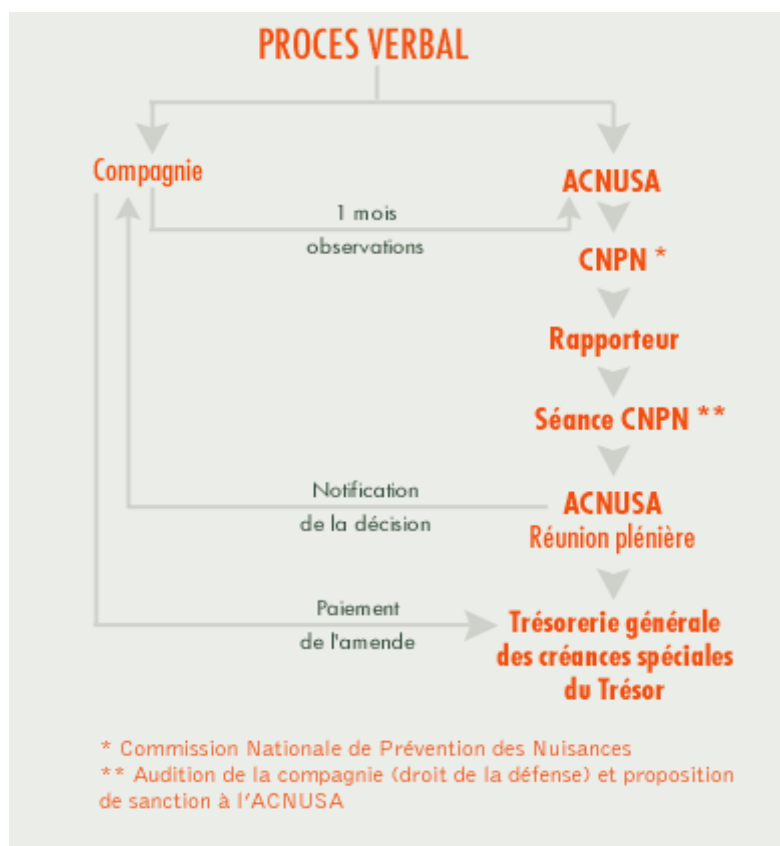 PROCES VERBAL
Compagnie
ACNUSA
1 mois
observations
CNPN *
Rapporteur
Séance CNPN **
Notification
de la décision
ACNUSA
Réunion plénière
Paiement
de l'amende
Trésorerie générale
des créances spéciales
du Trésor
* Commission Nationale de Prévention des Nuisances
** Audition de la compagnie (droit de la défense) et proposition
de sanction à l'ACNUSA